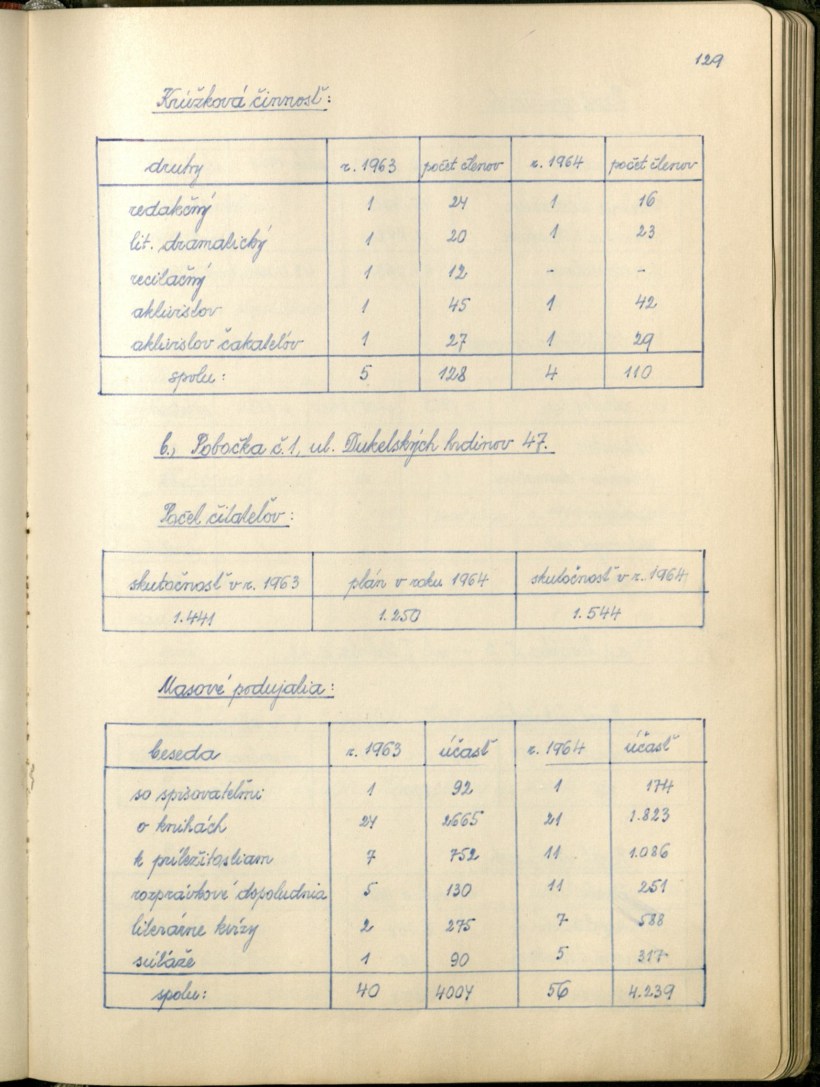 129
Krúžková činnosť:
druhy r. 1963 počet členov r. 1964 počet členov
redakčný 1 24 1 16
lit. dramatický 1 20 1 23
recitačný 1 12 - -
aktivistov 1 45 1 42
aktivistov čakateľov 1 27 1 29
spolu: 5 128 4 110
b., Pobočka č.1, ul. Dukelských hrdinov 47.
Počet čitateľov:
skutočnosť v r. 1963 plán v roku 1964 skutočnosť v r. 1964
1.441 1.250 1.544
Masové podujatia:
beseda r. 1963 účasť r. 1964 účasť
so spisovateľmi 1 92 1 174
o knihách 24 2665 21 1.823
k príležitostiam 7 752 11 1.086
rozprávkové dopoludnia 5 130 11 251
literárne kvízy 2 275 7 588
súťaže 1 90 5 317
spolu: 40 4004 56 4.239